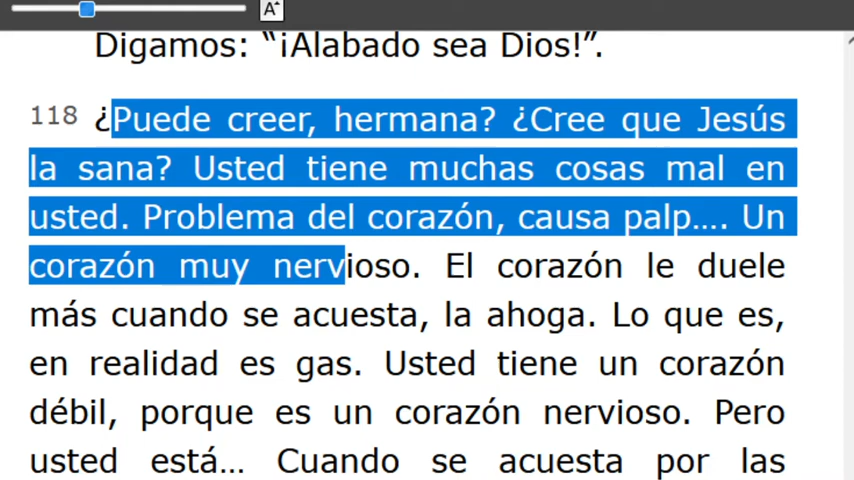 A
Digamos: “¡Alabado sea Dios!”.
118 ¿Puede creer, hermana? ¿Cree que Jesús
la sana? Usted tiene muchas cosas mal en
usted. Problema del corazón, causa palp…. Un
corazón muy nervioso. El corazón le duele
más cuando se acuesta, la ahoga. Lo que es,
en realidad es gas. Usted tiene un corazón
débil, porque es un corazón nervioso. Pero
usted está… Cuando se acuesta por las